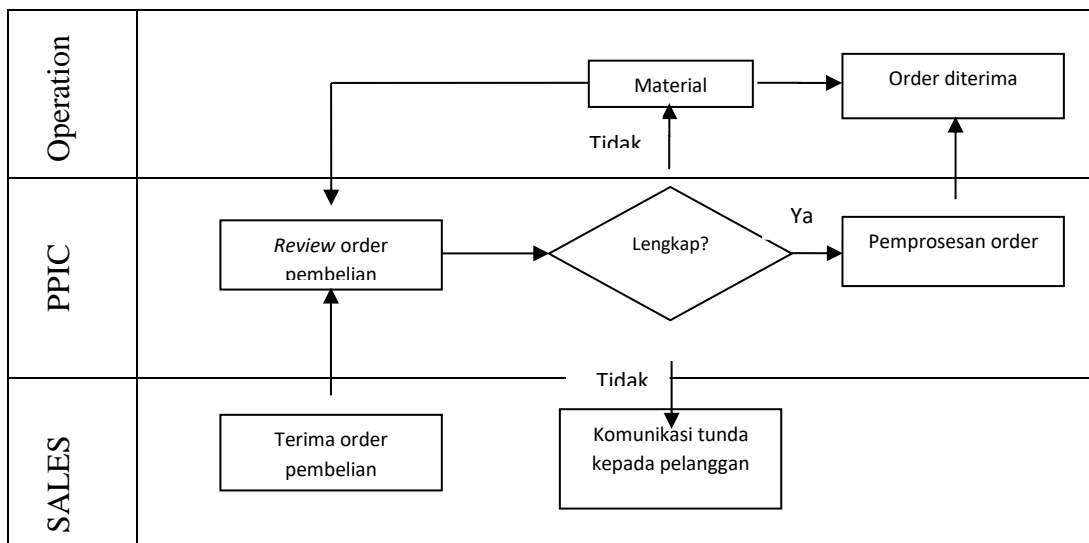 Operation
Material
Order diterima
Tidak
PPIC
Review order
pembelian
Lengkap?
Ya
Pemprosesan order
Tidak
SALES
Terima order
pembelian
Komunikasi tunda
kepada pelanggan